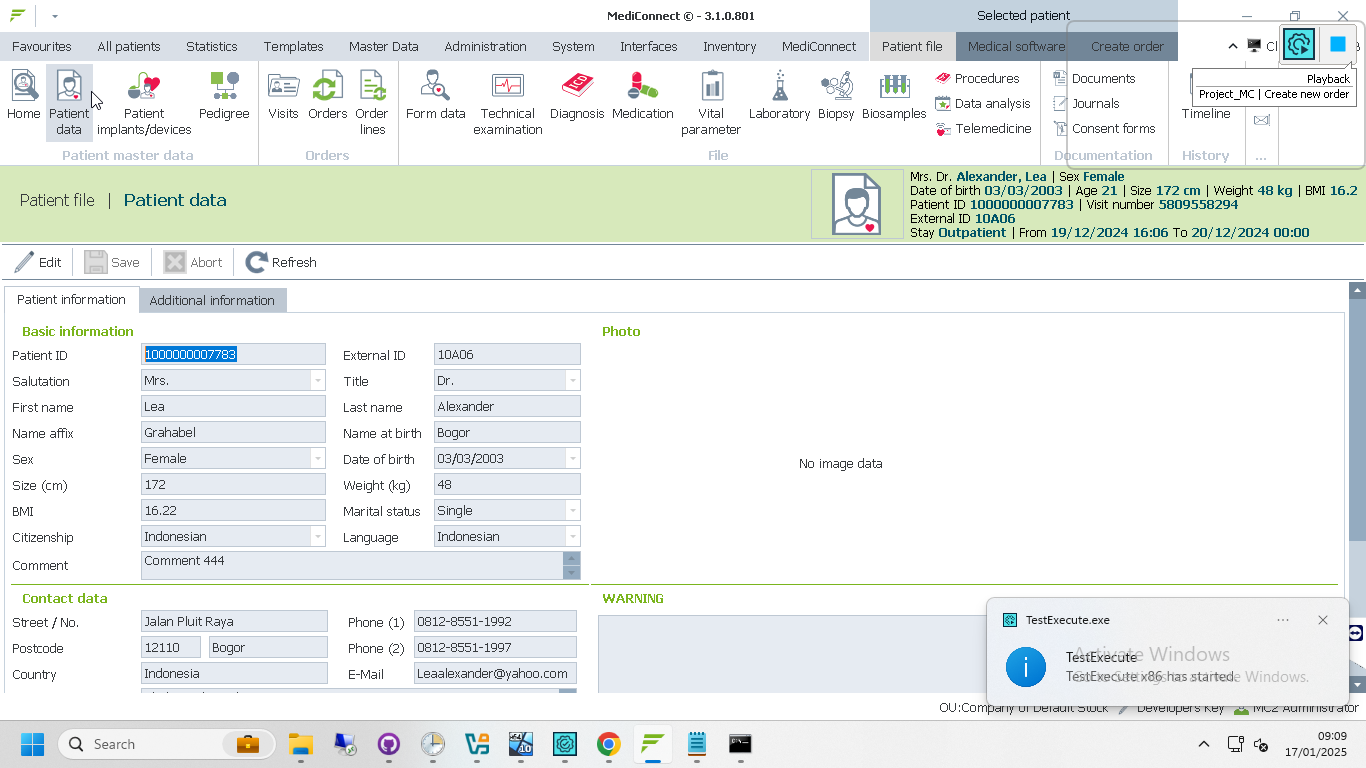 MediConnect © - 3.1.0.801
Selected patient
Favourites
All patients
Statistics
Templates
Master Data
Administration
System
Interfaces
Inventory
MediConnect
Patient file
Medical software
Create order
Playback
Project_MC | Create new order
Home
Patient data
Patient implants/devices
Pedigree
Visits
Orders
Order lines
Form data
Technical examination
Diagnosis
Medication
Vital parameter
Laboratory
Biopsy
Biosamples
Procedures
Data analysis
Telemedicine
Documents
Journals
Consent forms
Timeline
Patient master data
Orders
File
Documentation
History
...
Patient file | Patient data
Mrs. Dr. Alexander, Lea | Sex Female
Date of birth 03/03/2003 | Age 21 | Size 172 cm | Weight 48 kg | BMI 16.2
Patient ID 1000000007783 | Visit number 5809558294
External ID 10A06
Stay Outpatient | From 19/12/2024 16:06 To 20/12/2024 00:00
Edit
Save
Abort
Refresh
Patient information
Additional information
Basic information
Photo
Patient ID 1000000007783 External ID 10A06
Salutation Mrs. Title Dr.
First name Lea Last name Alexander
Name affix Grahabel Name at birth Bogor
Sex Female Date of birth 03/03/2003
No image data
Size (cm) 172 Weight (kg) 48
BMI 16.22 Marital status Single
Citizenship Indonesian Language Indonesian
Comment Comment 444
Contact data
WARNING
Street / No. Jalan Pluit Raya Phone (1) 0812-8551-1992
Postcode 12110 Bogor Phone (2) 0812-8551-1997
Country Indonesia E-Mail Leaalexander@yahoo.com
TestExecute.exe
TestExecute
TestExecute x86 has started.
Activate Windows
Go to Settings to activate Windows.
OU:Company of Default Stock
Developers Key
MC2 Administrator
Search
09:09
17/01/2025